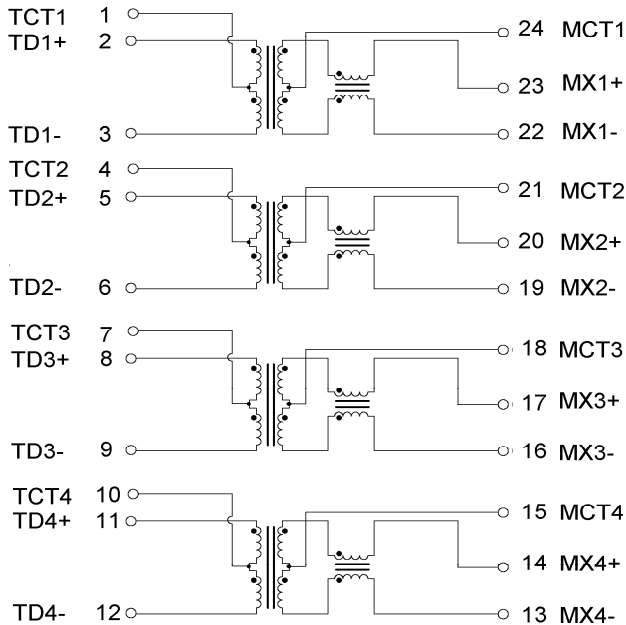 TCT1 1 24 MCT1
TD1+ 2
23 MX1+
TD1- 3 22 MX1-
TCT2 4
21 MCT2
TD2+ 5
20 MX2+
TD2- 6 19 MX2-
TCT3 7
18 MCT3
TD3+ 8
17 MX3+
TD3- 9 16 MX3-
TCT4 10
15 MCT4
TD4+ 11
14 MX4+
TD4- 12 13 MX4-